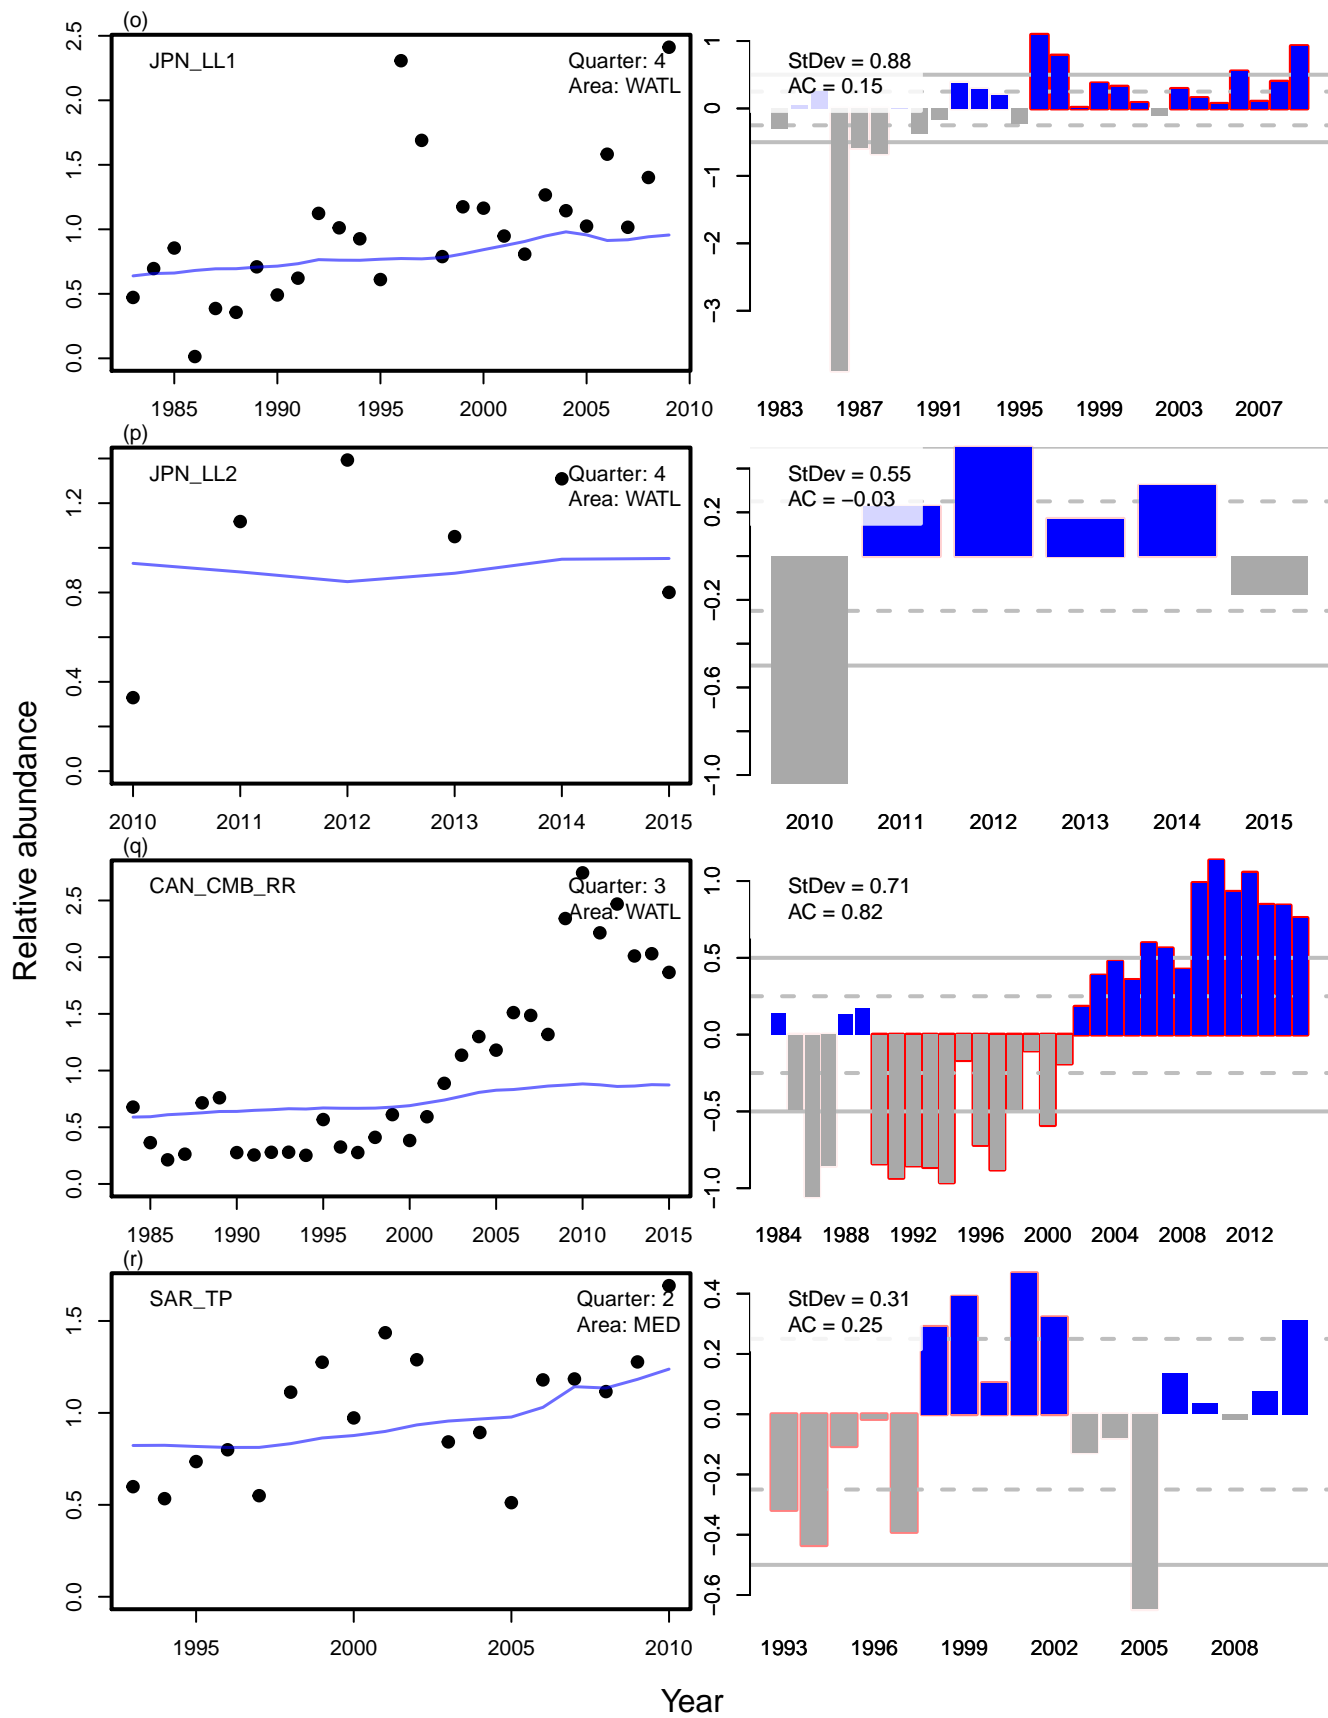 (o)
JPN_LL1
Quarter: 4
Area: WATL
2.5
2.0
1.5
1.0
0.5
0.0
1985 1990 1995 2000 2005 2010
StDev = 0.88
AC = 0.15
1
0
−1
−2
−3
1983 1987 1991 1995 1999 2003 2007
(p)
JPN_LL2
Quarter: 4
Area: WATL
1.2
0.8
0.4
0.0
2010 2011 2012 2013 2014 2015
StDev = 0.55
AC = −0.03
0.2
−0.2
−0.6
−1.0
2010 2011 2012 2013 2014 2015
(q)
CAN_CMB_RR
Quarter: 3
Area: WATL
2.5
2.0
1.5
1.0
0.5
0.0
1985 1990 1995 2000 2005 2010 2015
StDev = 0.71
AC = 0.82
1.0
0.5
0.0
−0.5
−1.0
1984 1988 1992 1996 2000 2004 2008 2012
(r)
SAR_TP
Quarter: 2
Area: MED
1.5
1.0
0.5
0.0
1995 2000 2005 2010
StDev = 0.31
AC = 0.25
0.4
0.2
0.0
−0.2
−0.4
−0.6
1993 1996 1999 2002 2005 2008
Relative abundance
Year